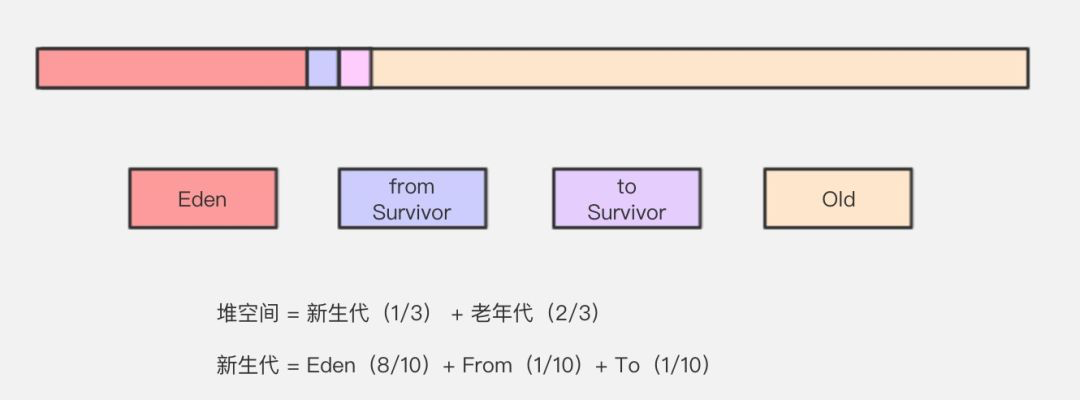 Eden
from
Survivor
to
Survivor
Old
堆空间 = 新生代（1/3） + 老年代（2/3）
新生代 = Eden（8/10）+ From（1/10）+ To（1/10）